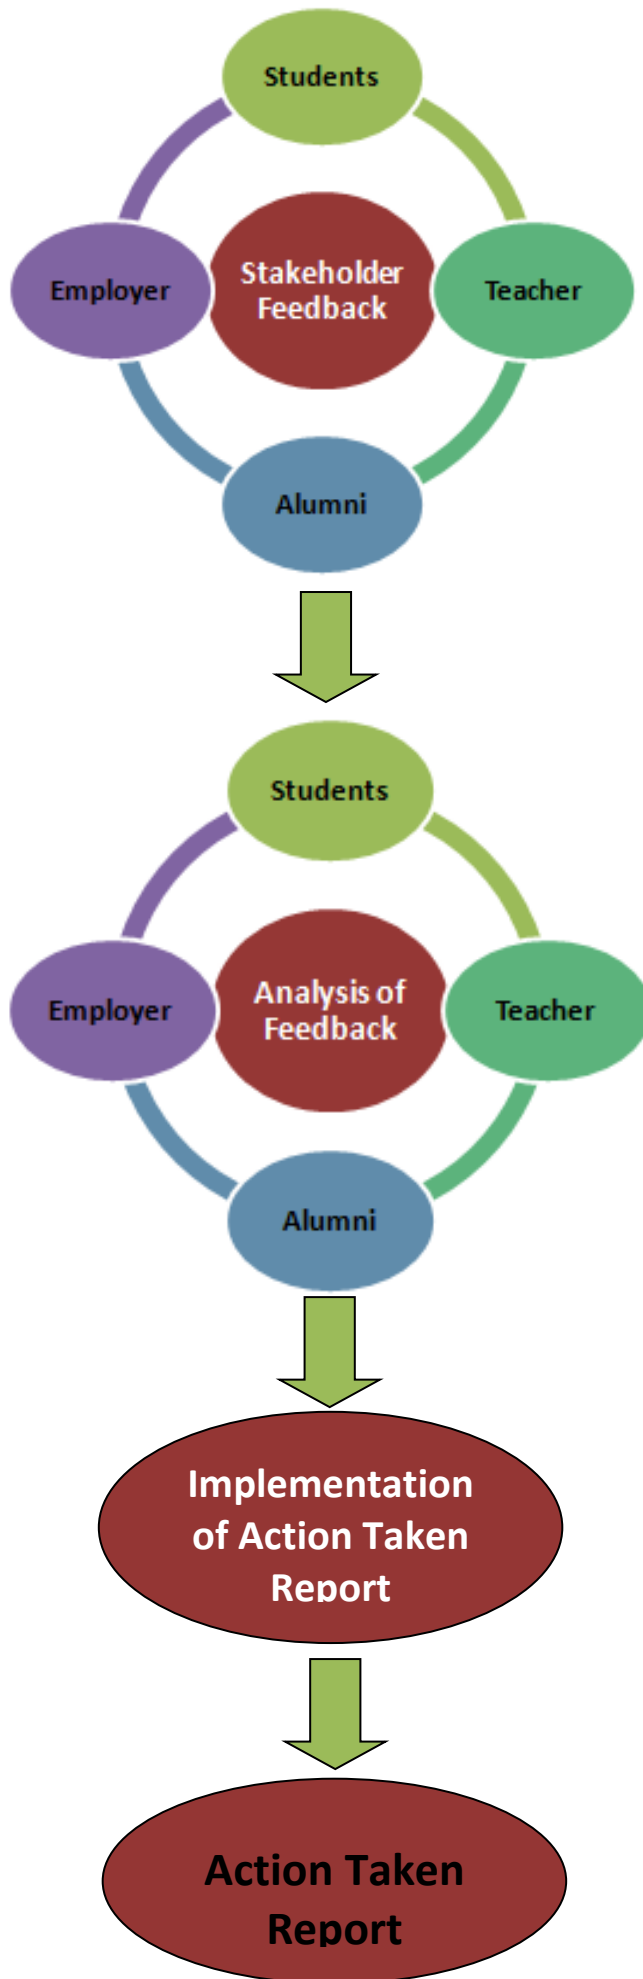 Students
Employer
Stakeholder
Feedback
Teacher
Alumni
Students
Employer
Analysis of
Feedback
Teacher
Alumni
Implementation
of Action Taken
Report
Action Taken
Report